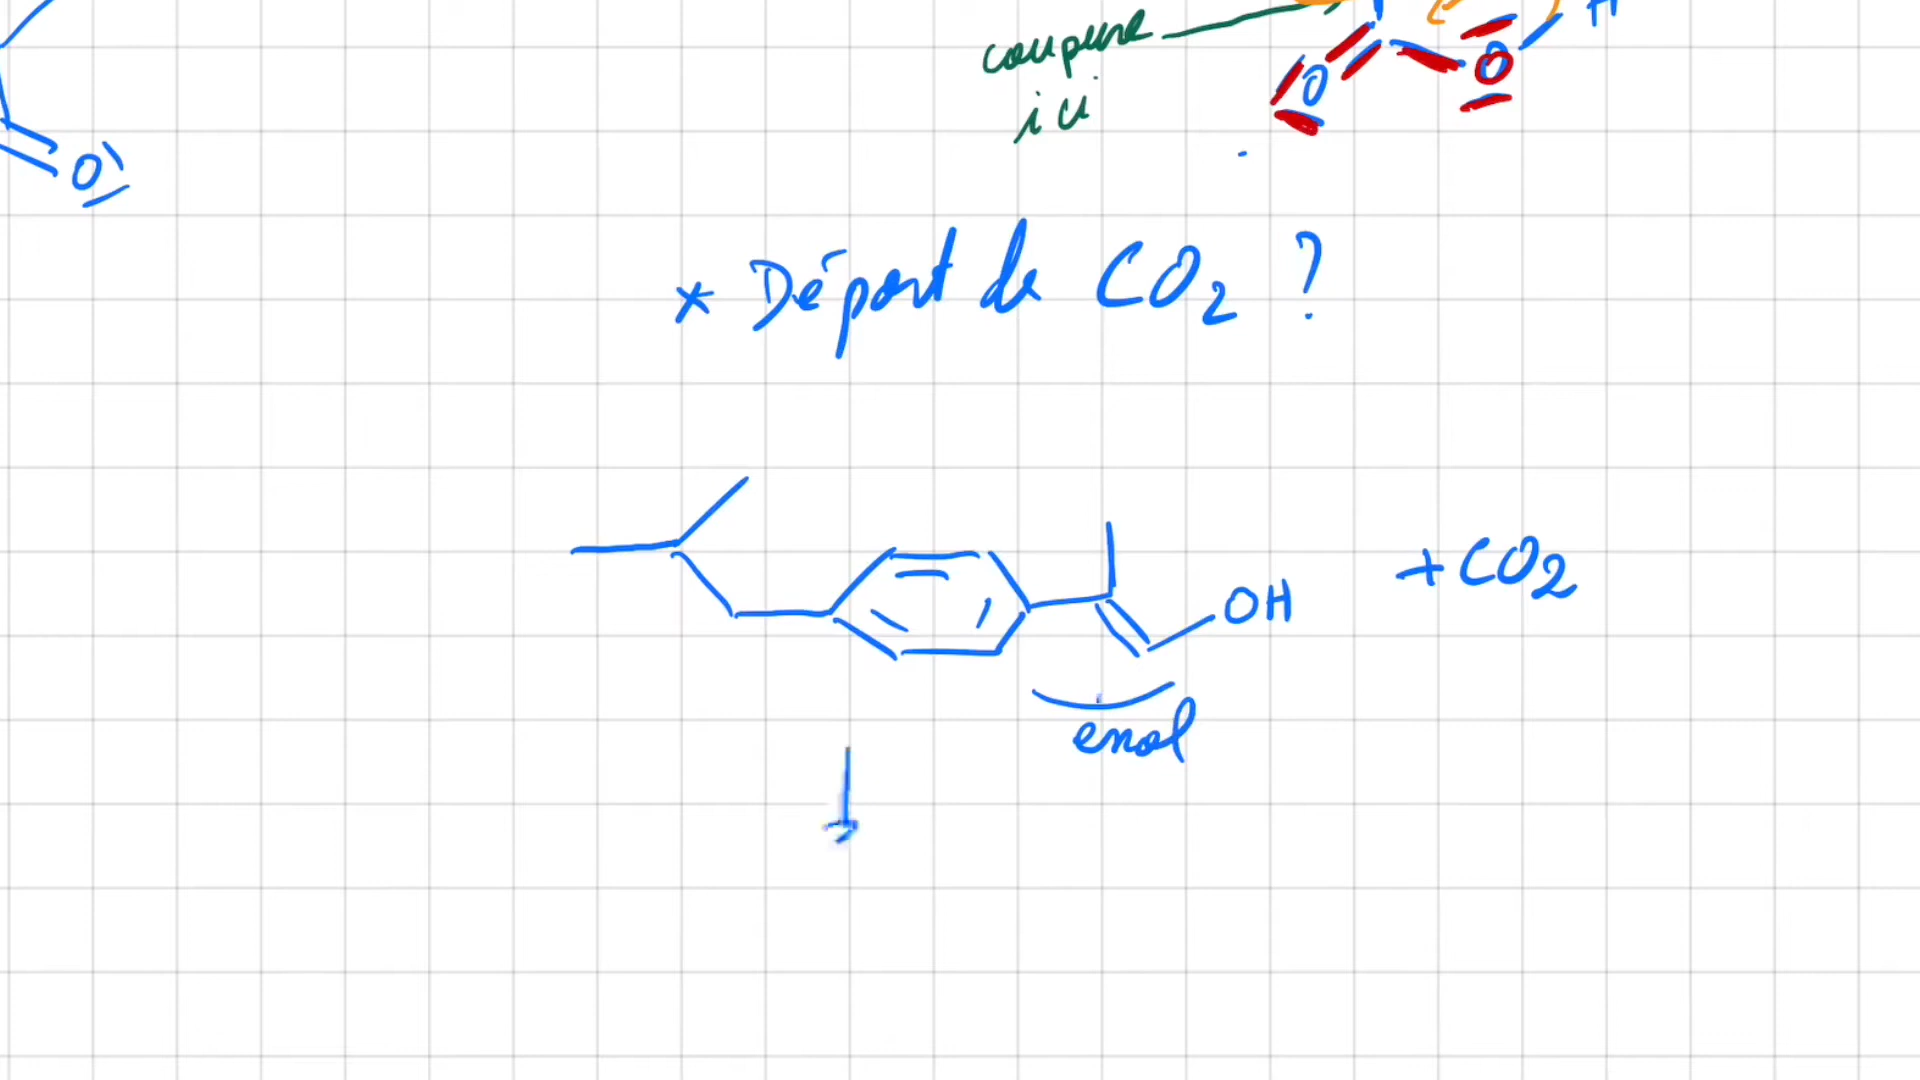 coupure
ici
H
O
O
O
* Départ de CO2 ?
OH
+ CO2
enol